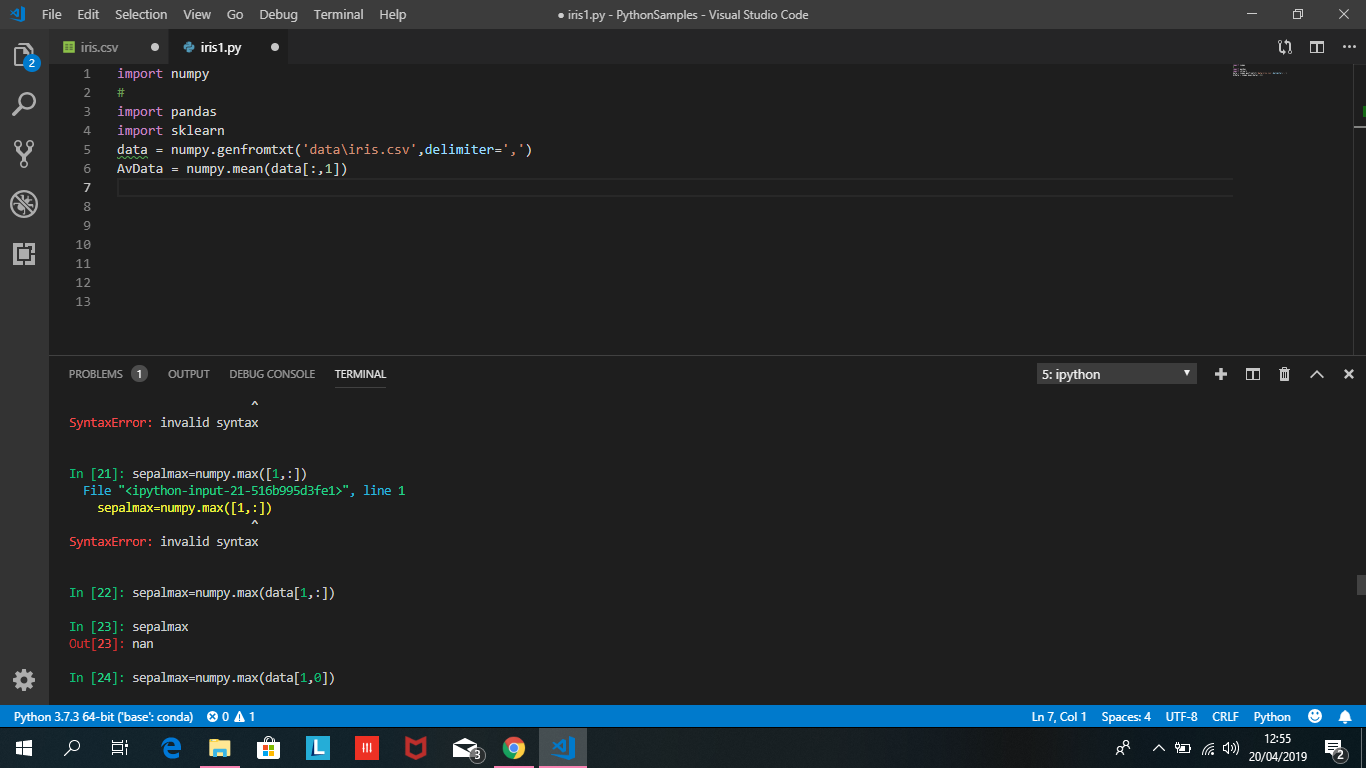 File Edit Selection View Go Debug Terminal Help
● iris1.py - PythonSamples - Visual Studio Code
iris.csv ● iris1.py ●
2
1 import numpy
2 #
3 import pandas
4 import sklearn
5 data = numpy.genfromtxt('data\iris.csv',delimiter=',')
6 AvData = numpy.mean(data[:,1])
7
8
9
10
11
12
13
PROBLEMS 1 OUTPUT DEBUG CONSOLE TERMINAL
5: ipython
^
SyntaxError: invalid syntax
In [21]: sepalmax=numpy.max([1,:])
File "<ipython-input-21-516b995d3fe1>", line 1
sepalmax=numpy.max([1,:])
^
SyntaxError: invalid syntax
In [22]: sepalmax=numpy.max(data[1,:])
In [23]: sepalmax
Out[23]: nan
In [24]: sepalmax=numpy.max(data[1,0])
Python 3.7.3 64-bit ('base': conda) 0 1
Ln 7, Col 1 Spaces: 4 UTF-8 CRLF Python
L
3
12:55
20/04/2019
2